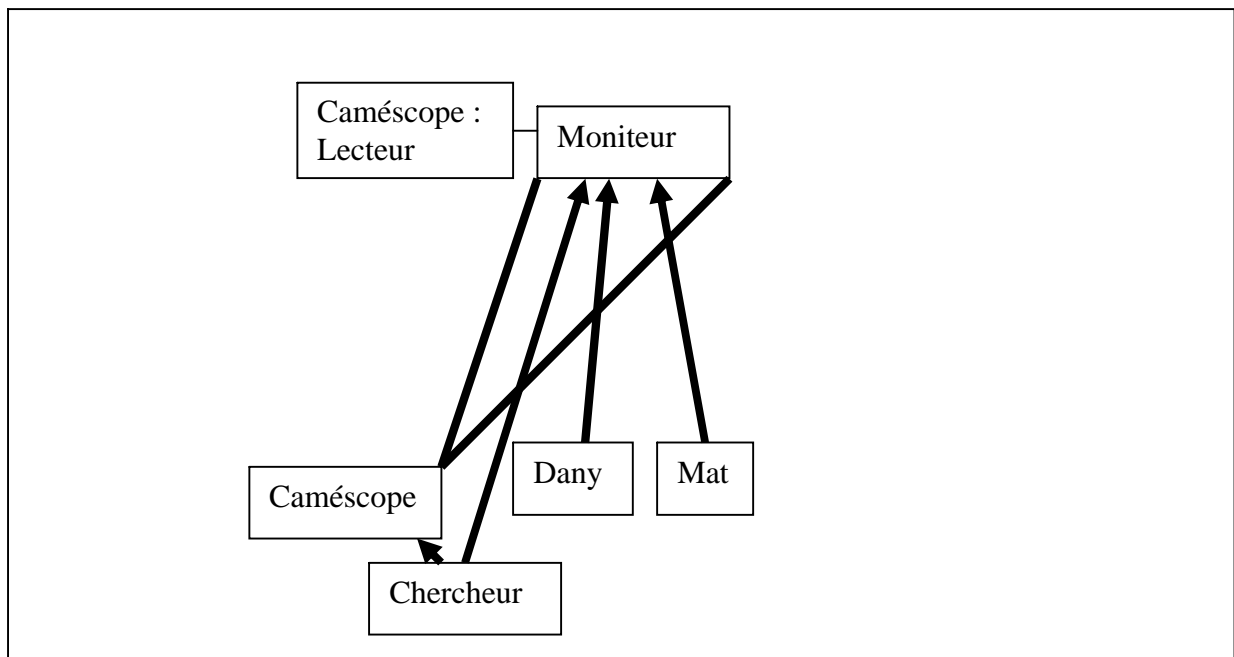 Caméscope :
Lecteur
Moniteur
Dany
Mat
Caméscope
Chercheur